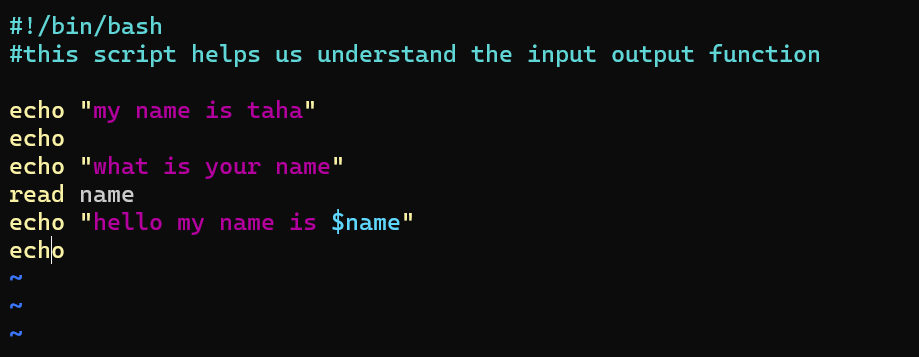 #!/bin/bash
#this script helps us understand the input output function

echo "my name is taha"
echo
echo "what is your name"
read name
echo "hello my name is $name"
echo
~
~
~